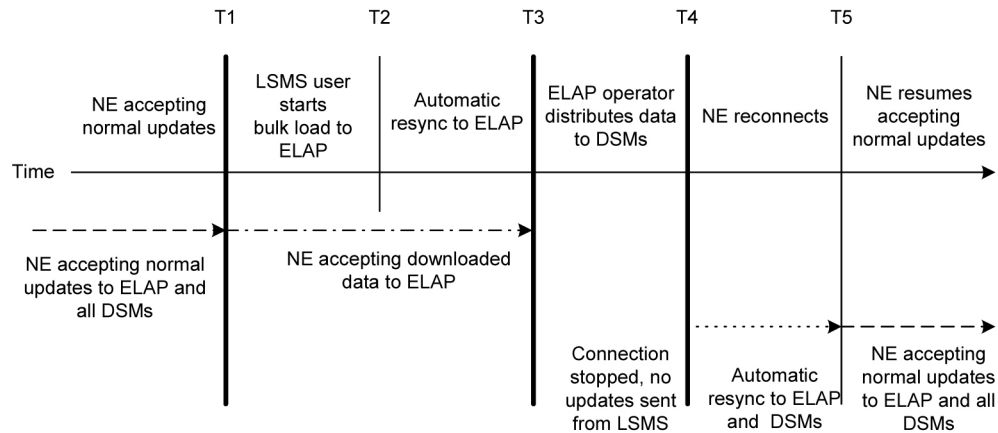 T1
T2
T3
T4
T5
NE accepting
normal updates
LSMS user
starts
bulk load to
ELAP
Automatic
resync to ELAP
ELAP operator
distributes data
to DSMs
NE reconnects
NE resumes
accepting
normal updates
Time
NE accepting normal
updates to ELAP and
all DSMs
NE accepting downloaded
data to ELAP
Connection
stopped, no
updates sent
from LSMS
Automatic
resync to ELAP
and DSMs
NE accepting
normal updates
to ELAP and all
DSMs